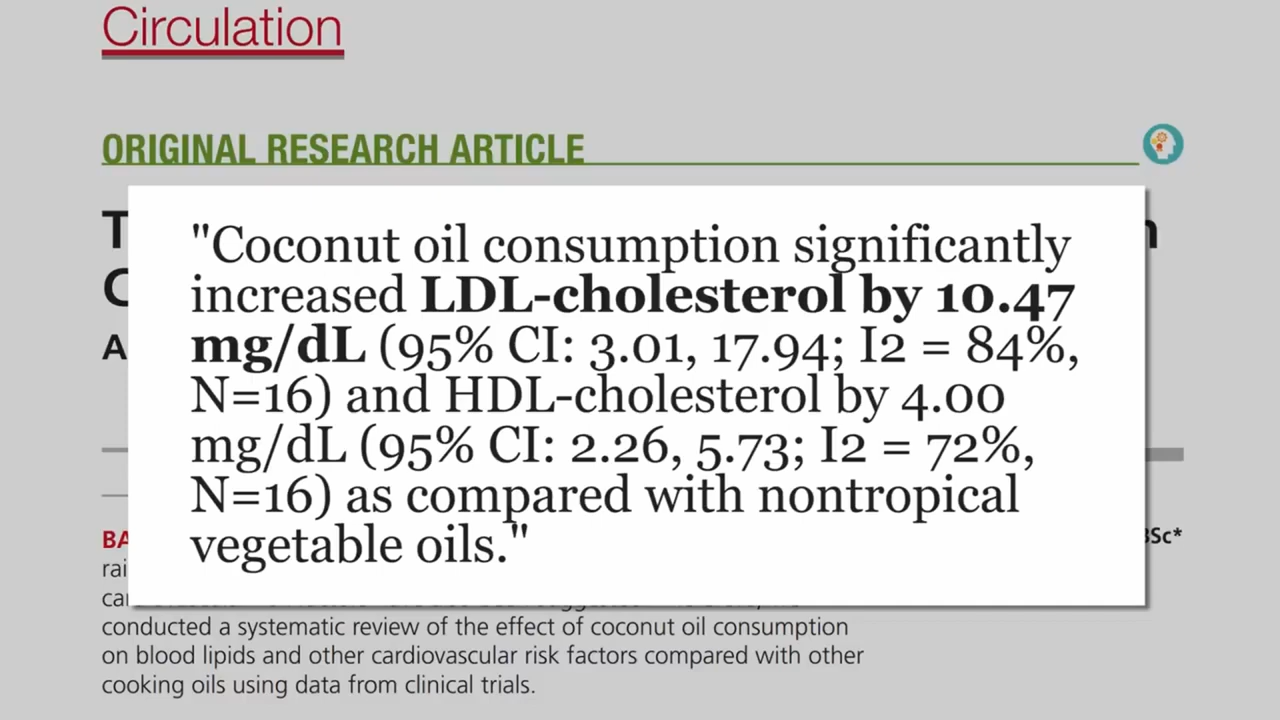 Circulation
ORIGINAL RESEARCH ARTICLE
"Coconut oil consumption significantly
increased LDL-cholesterol by 10.47
mg/dL (95% CI: 3.01, 17.94; I2 = 84%,
N=16) and HDL-cholesterol by 4.00
mg/dL (95% CI: 2.26, 5.73; I2 = 72%,
N=16) as compared with nontropical
vegetable oils."
conducted a systematic review of the effect of coconut oil consumption
on blood lipids and other cardiovascular risk factors compared with other
cooking oils using data from clinical trials.